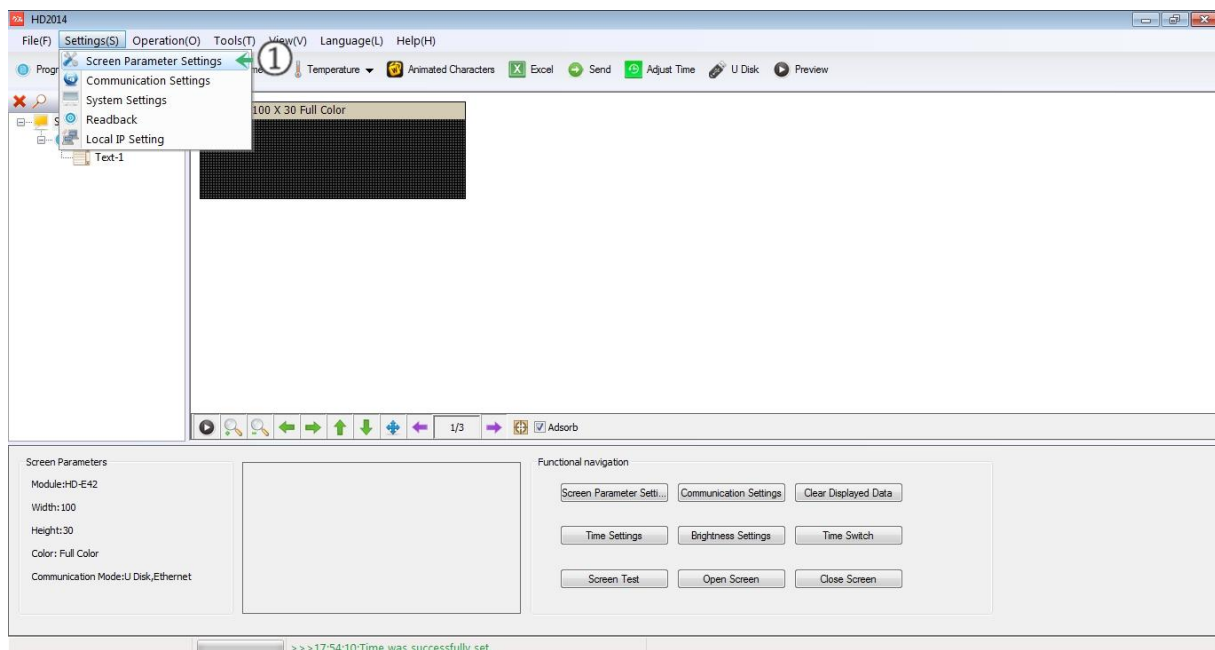 HD2014
File(F) Settings(S) Operation(O) Tools(T) View(V) Language(L) Help(H)
Temperature Animated Characters Excel Send Adjust Time U Disk Preview
Screen Parameter Settings 1
Communication Settings
System Settings
Readback
Local IP Setting
Text-1
100 X 30 Full Color
1/3 Adsorb
Screen Parameters
Module:HD-E42
Width:100
Height:30
Color: Full Color
Communication Mode:U Disk,Ethernet
Functional navigation
Screen Parameter Setti... Communication Settings Clear Displayed Data
Time Settings Brightness Settings Time Switch
Screen Test Open Screen Close Screen
>>>17:54:10:Time was successfully set